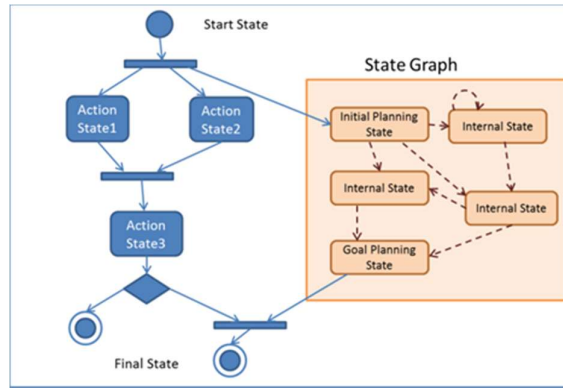 Start State
State Graph
Action
State1
Action
State2
Initial Planning
State
Internal State
Internal State
Internal State
Action
State3
Goal Planning
State
Final State